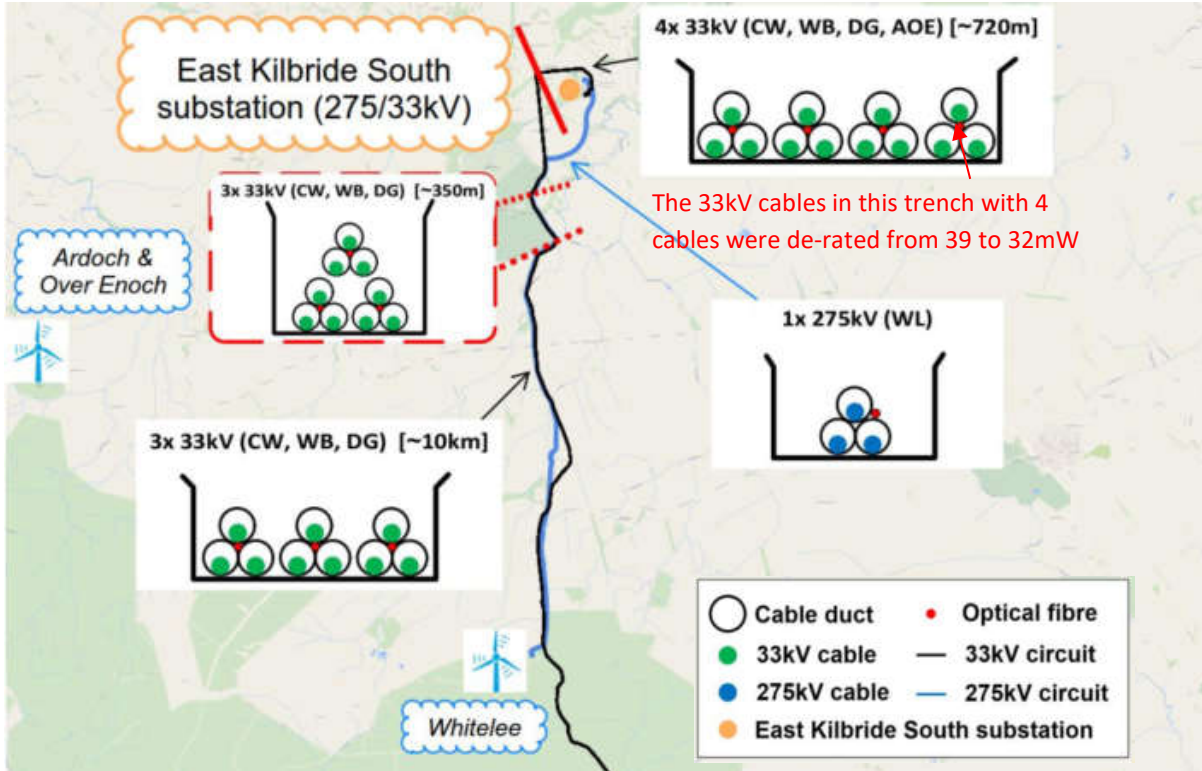 East Kilbride South
substation (275/33kV)
4x 33kV (CW, WB, DG, AOE) [~720m]
The 33kV cables in this trench with 4
cables were de-rated from 39 to 32mW
3x 33kV (CW, WB, DG) [~350m]
Ardoch &
Over Enoch
1x 275kV (WL)
3x 33kV (CW, WB, DG) [~10km]
Whitelee
Cable duct
Optical fibre
33kV cable
33kV circuit
275kV cable
275kV circuit
East Kilbride South substation